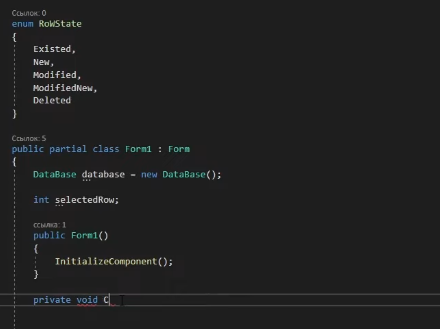 Ссылок: 0
enum RoWState
{
Existed,
New,
Modified,
ModifiedNew,
Deleted
}
Ссылок: 5
public partial class Form1 : Form
{
DataBase database = new DataBase();
int selectedRow;
ссылка: 1
public Form1()
{
InitializeComponent();
}
private void C